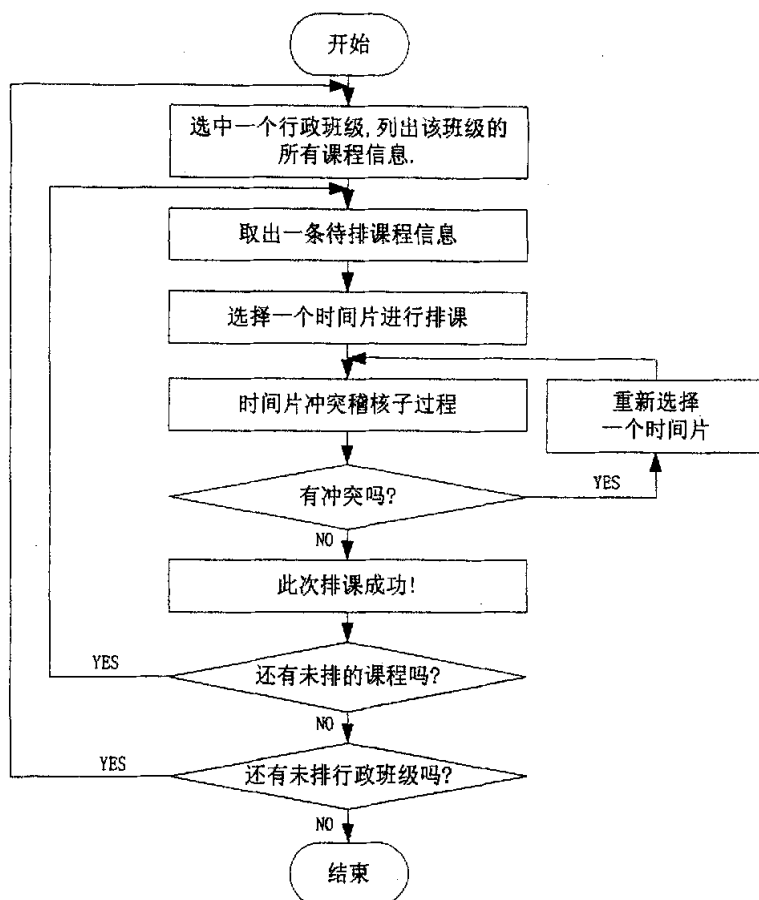 开始
选中一个行政班级,列出该班级的
所有课程信息.
取出一条待排课程信息
选择一个时间片进行排课
时间片冲突稽核子过程
重新选择
一个时间片
有冲突吗?
YES
NO
此次排课成功!
还有未排的课程吗?
YES
NO
还有未排行政班级吗?
YES
NO
结束